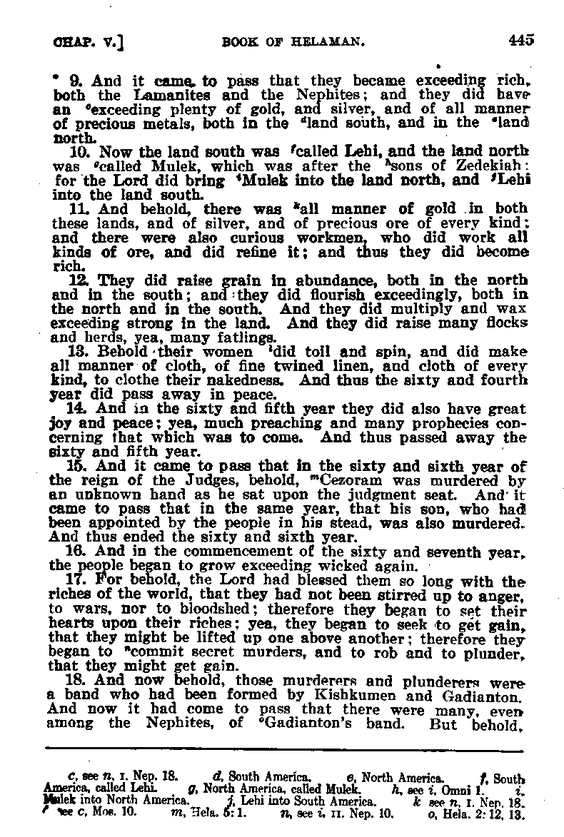 CHAP. V.] BOOK OF HELAMAN. 445
9. And it came to pass that they became exceeding rich,
both the Lamanites and the Nephites; and they did have
an ᶜexceeding plenty of gold, and silver, and of all manner
of precious metals, both in the ᵈland south, and in the ᵉland
north.
10. Now the land south was ᶠcalled Lehi, and the land north
was ᵍcalled Mulek, which was after the ʰsons of Zedekiah:
for the Lord did bring ⁱMulek into the land north, and ʲLehi
into the land south.
11. And behold, there was ᵏall manner of gold in both
these lands, and of silver, and of precious ore of every kind;
and there were also curious workmen, who did work all
kinds of ore, and did refine it; and thus they did become
rich.
12. They did raise grain in abundance, both in the north
and in the south; and they did flourish exceedingly, both in
the north and in the south. And they did multiply and wax
exceeding strong in the land. And they did raise many flocks
and herds, yea, many fatlings.
13. Behold their women ˡdid toil and spin, and did make
all manner of cloth, of fine twined linen, and cloth of every
kind, to clothe their nakedness. And thus the sixty and fourth
year did pass away in peace.
14. And in the sixty and fifth year they did also have great
joy and peace; yea, much preaching and many prophecies con-
cerning that which was to come. And thus passed away the
sixty and fifth year.
15. And it came to pass that in the sixty and sixth year of
the reign of the Judges, behold, ᵐCezoram was murdered by
an unknown hand as he sat upon the judgment seat. And it
came to pass that in the same year, that his son, who had
been appointed by the people in his stead, was also murdered.
And thus ended the sixty and sixth year.
16. And in the commencement of the sixty and seventh year,
the people began to grow exceeding wicked again.
17. For behold, the Lord had blessed them so long with the
riches of the world, that they had not been stirred up to anger,
to wars, nor to bloodshed; therefore they began to set their
hearts upon their riches; yea, they began to seek to get gain,
that they might be lifted up one above another; therefore they
began to ⁿcommit secret murders, and to rob and to plunder,
that they might get gain.
18. And now behold, those murderers and plunderers were
a band who had been formed by Kishkumen and Gadianton.
And now it had come to pass that there were many, even
among the Nephites, of ᵒGadianton's band. But behold,
c, see n, I. Nep. 18. d, South America. e, North America. f, South
America, called Lehi. g, North America, called Mulek. h, see i, Omni I. i,
Mulek into North America. j, Lehi into South America. k see n, I. Nep. 18.
see c, Mos. 10. m, Hela. 5: 1. n, see i, II. Nep. 10. o, Hela. 2: 12, 13.